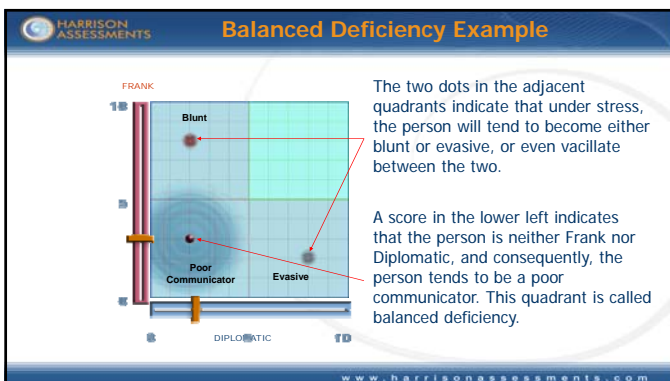 HARRISON
ASSESSMENTS
Balanced Deficiency Example
FRANK
Blunt
Poor
Communicator
Evasive
DIPLOMATIC
The two dots in the adjacent
quadrants indicate that under stress,
the person will tend to become either
blunt or evasive, or even vacillate
between the two.
A score in the lower left indicates
that the person is neither Frank nor
Diplomatic, and consequently, the
person tends to be a poor
communicator. This quadrant is called
balanced deficiency.
www.harrisonassessments.com